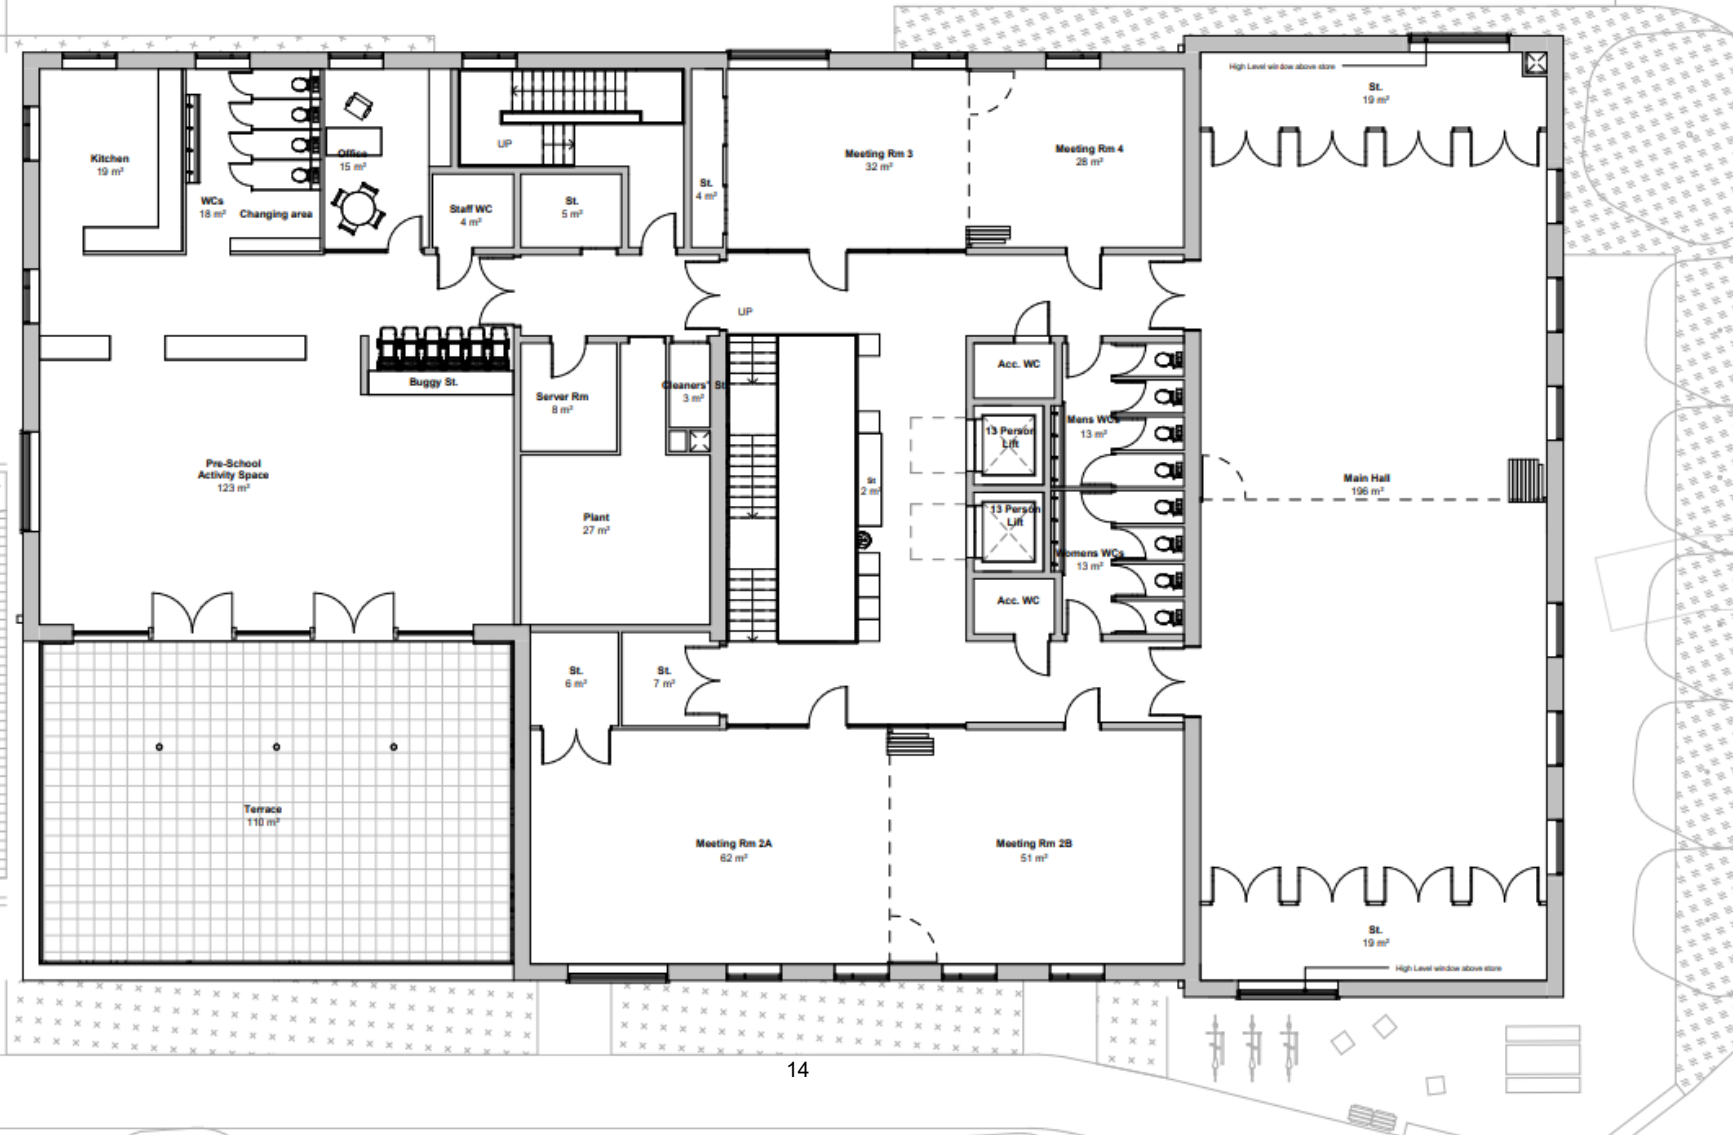 High Level window above store
St.
19 m²
Kitchen
19 m²
WCs
18 m²
Changing area
Office
15 m²
UP
Staff WC
4 m²
St.
5 m²
St.
4 m²
Meeting Rm 3
32 m²
Meeting Rm 4
28 m²
UP
Buggy St.
Server Rm
8 m²
Cleaners' St
3 m²
Acc. WC
Mens WCs
13 m²
13 Person
Lift
Pre-School
Activity Space
123 m²
Plant
27 m²
St
2 m²
13 Person
Lift
Womens WCs
13 m²
Acc. WC
Main Hall
196 m²
St.
6 m²
St.
7 m²
Terrace
110 m²
Meeting Rm 2A
62 m²
Meeting Rm 2B
51 m²
St.
19 m²
High Level window above store
14